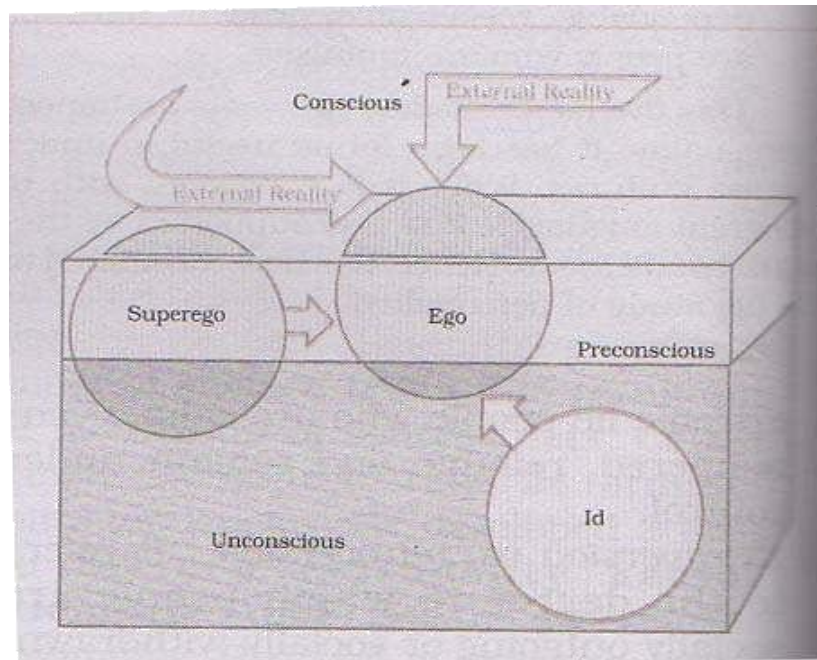 Conscious
External Reality
External Reality
Superego
Ego
Preconscious
Id
Unconscious